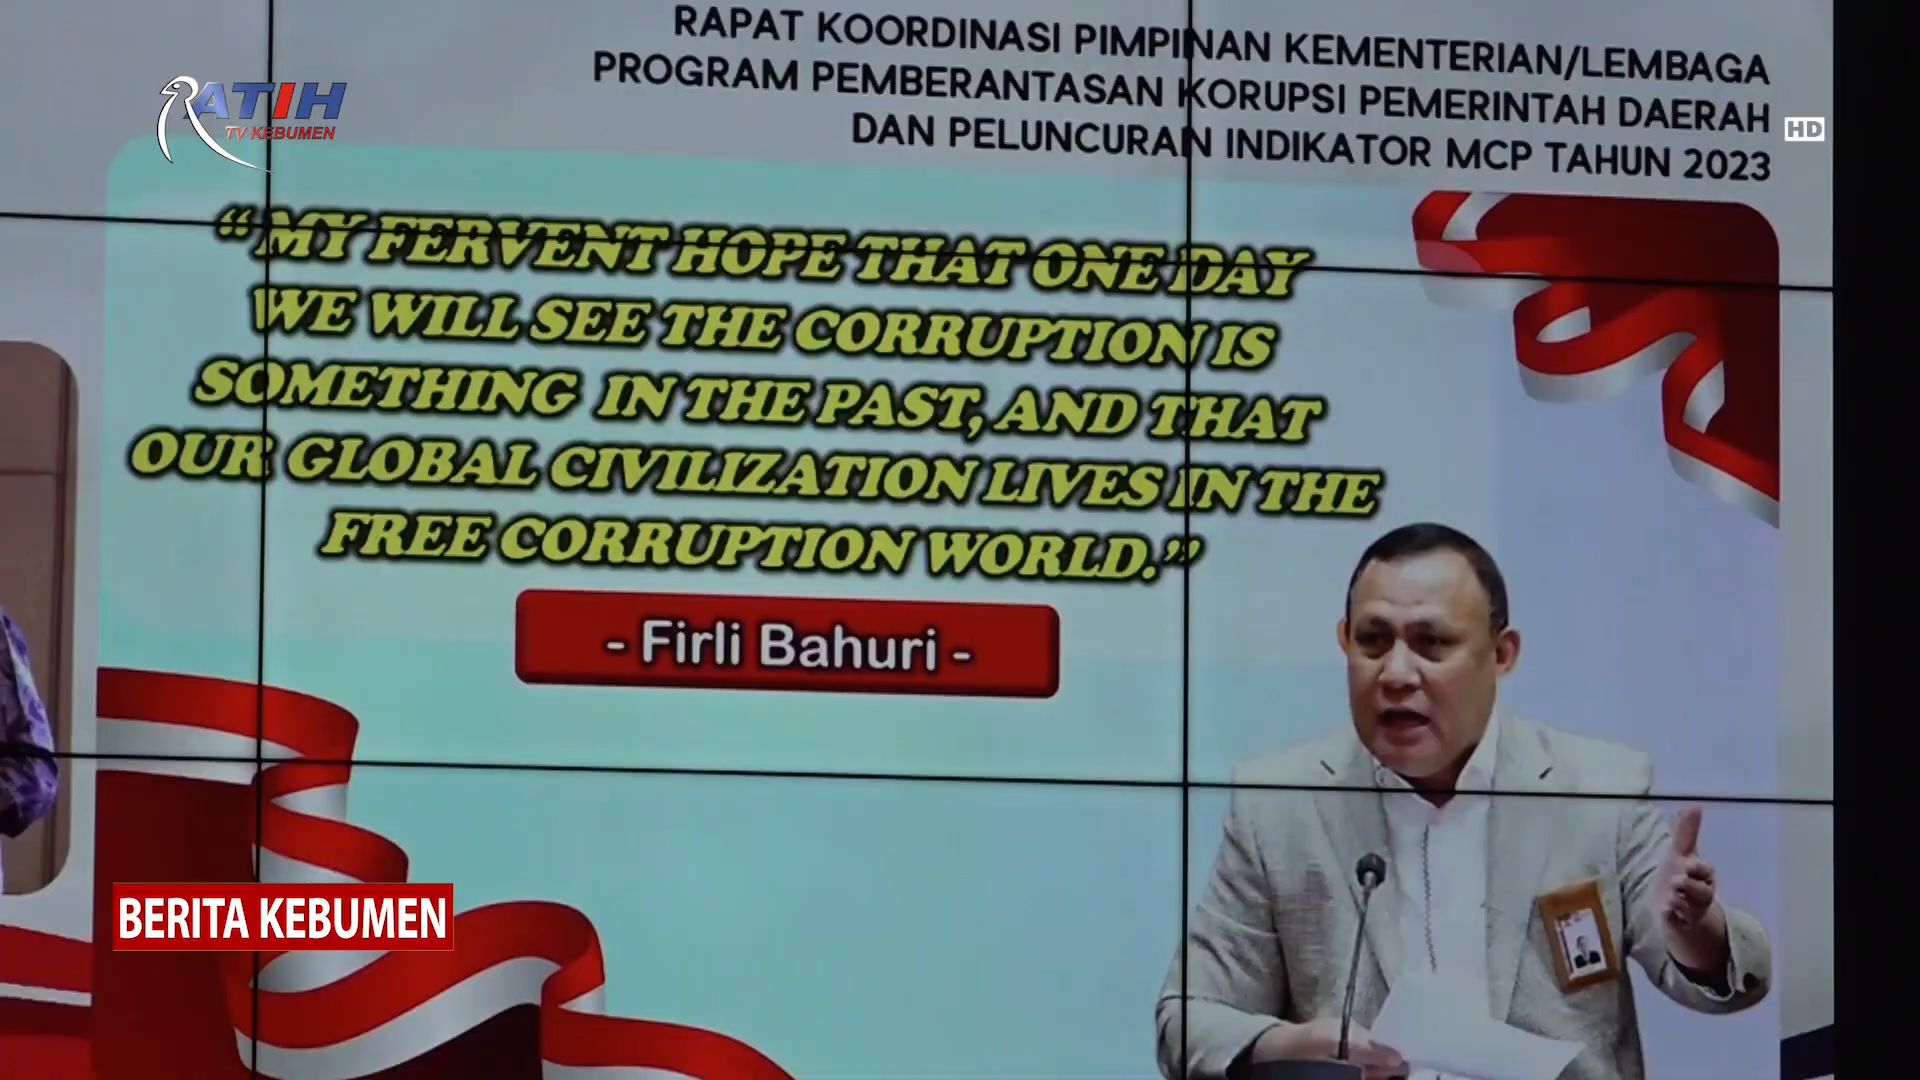 RAPAT KOORDINASI PIMPINAN KEMENTERIAN/LEMBAGA
PROGRAM PEMBERANTASAN KORUPSI PEMERINTAH DAERAH
DAN PELUNCURAN INDIKATOR MCP TAHUN 2023
RATIH
TV KEBUMEN
HD
“MY FERVENT HOPE THAT ONE DAY
WE WILL SEE THE CORRUPTION IS
SOMETHING IN THE PAST, AND THAT
OUR GLOBAL CIVILIZATION LIVES IN THE
FREE CORRUPTION WORLD.”
- Firli Bahuri -
BERITA KEBUMEN